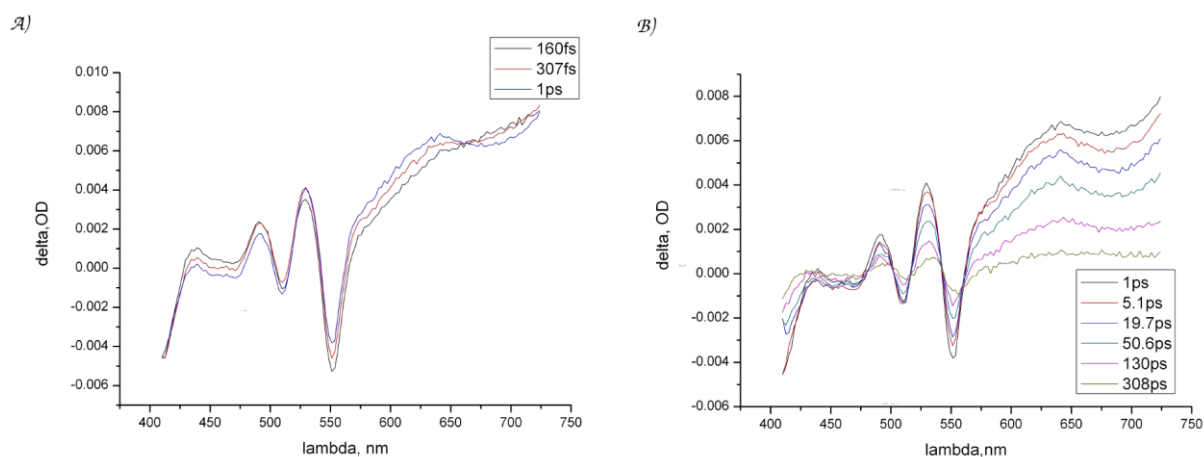 A)
160fs
307fs
1ps
0.010
0.008
0.006
0.004
0.002
0.000
-0.002
-0.004
-0.006
delta,OD
400 450 500 550 600 650 700 750
lambda, nm
B)
0.008
0.006
0.004
0.002
0.000
-0.002
-0.004
-0.006
delta, OD
1ps
5.1ps
19.7ps
50.6ps
130ps
308ps
400 450 500 550 600 650 700 750
lambda,nm